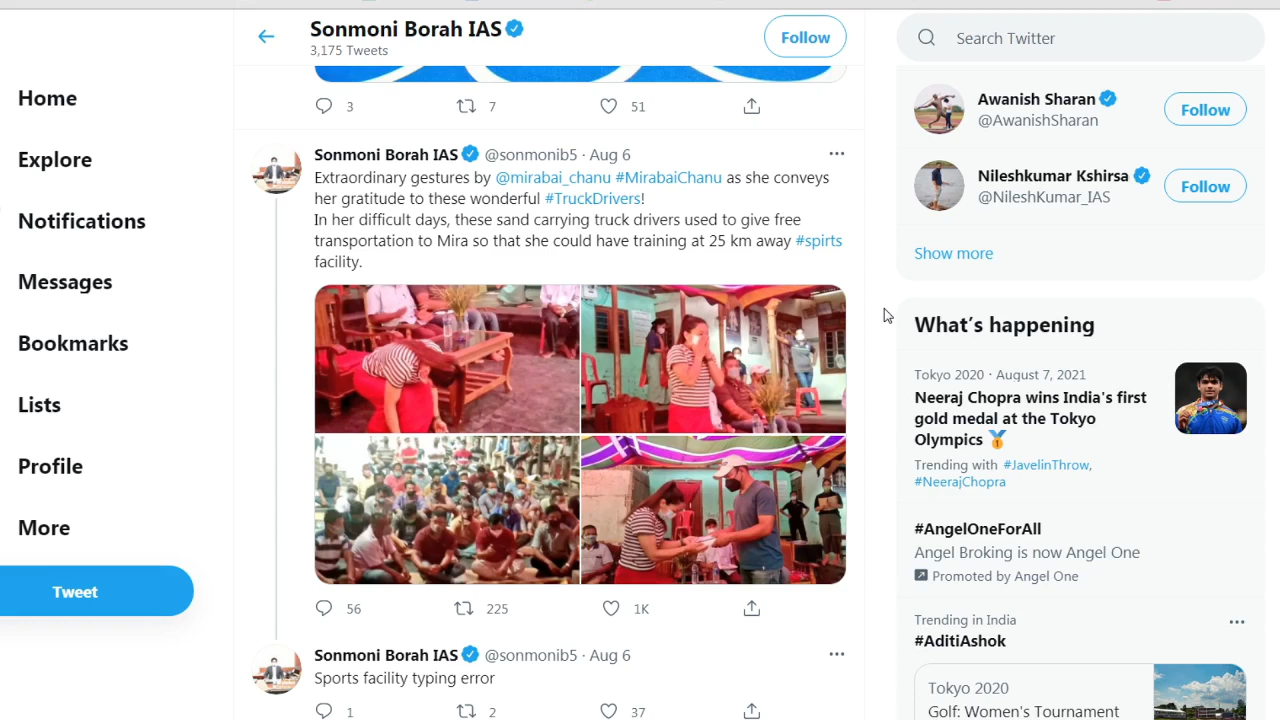 Home
Explore
Notifications
Messages
Bookmarks
Lists
Profile
More
Tweet
Sonmoni Borah IAS
3,175 Tweets
Follow
3 7 51
Sonmoni Borah IAS @sonmonib5 · Aug 6
Extraordinary gestures by @mirabai_chanu #MirabaiChanu as she conveys
her gratitude to these wonderful #TruckDrivers!
In her difficult days, these sand carrying truck drivers used to give free
transportation to Mira so that she could have training at 25 km away #spirts
facility.
56 225 1K
Sonmoni Borah IAS @sonmonib5 · Aug 6
Sports facility typing error
1 2 37
Search Twitter
Awanish Sharan
@AwanishSharan
Follow
Nileshkumar Kshirsa
@NileshKumar_IAS
Follow
Show more
What's happening
Tokyo 2020 · August 7, 2021
Neeraj Chopra wins India's first
gold medal at the Tokyo
Olympics
Trending with #JavelinThrow,
#NeerajChopra
#AngelOneForAll
Angel Broking is now Angel One
Promoted by Angel One
Trending in India
#AditiAshok
Tokyo 2020
Golf: Women's Tournament